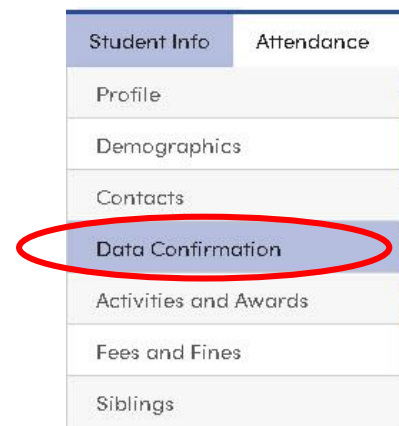 Student Info Attendance
Profile
Demographics
Contacts
Data Confirmation
Activities and Awards
Fees and Fines
Siblings